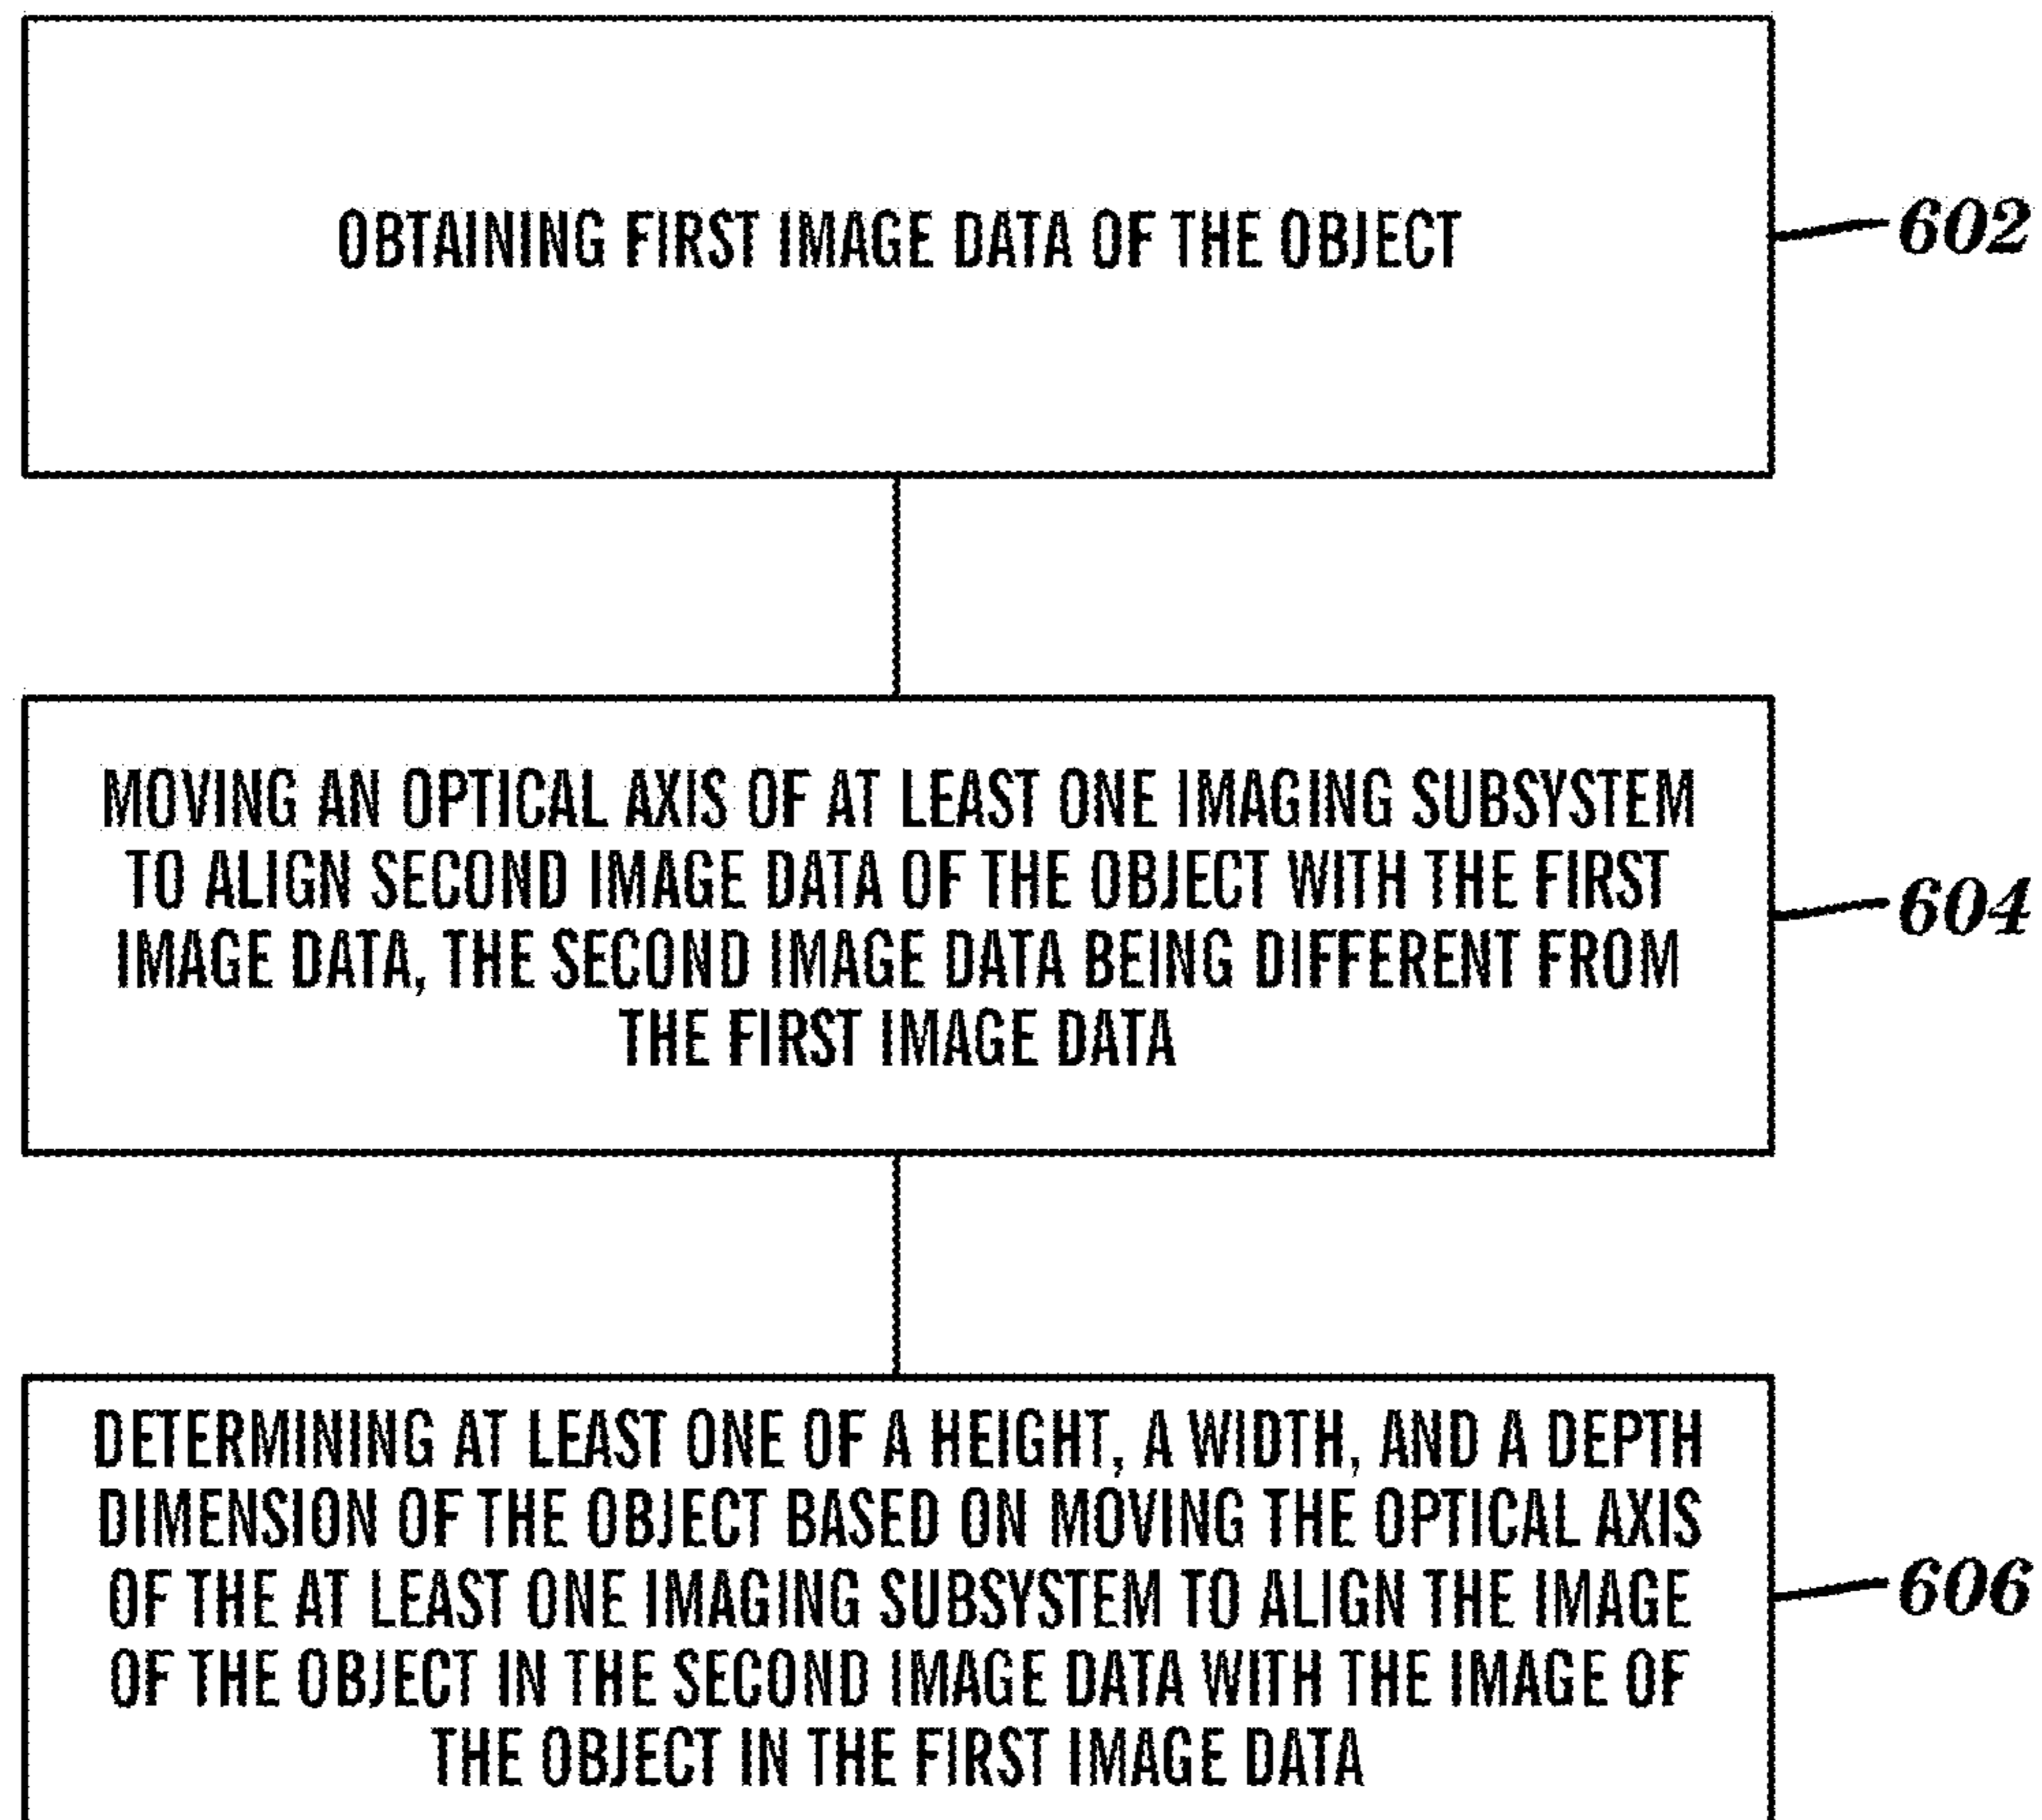 OBTAINING FIRST IMAGE DATA OF THE OBJECT
602
MOVING AN OPTICAL AXIS OF AT LEAST ONE IMAGING SUBSYSTEM
TO ALIGN SECOND IMAGE DATA OF THE OBJECT WITH THE FIRST
IMAGE DATA, THE SECOND IMAGE DATA BEING DIFFERENT FROM
THE FIRST IMAGE DATA
604
DETERMINING AT LEAST ONE OF A HEIGHT, A WIDTH, AND A DEPTH
DIMENSION OF THE OBJECT BASED ON MOVING THE OPTICAL AXIS
OF THE AT LEAST ONE IMAGING SUBSYSTEM TO ALIGN THE IMAGE
OF THE OBJECT IN THE SECOND IMAGE DATA WITH THE IMAGE OF
THE OBJECT IN THE FIRST IMAGE DATA
606